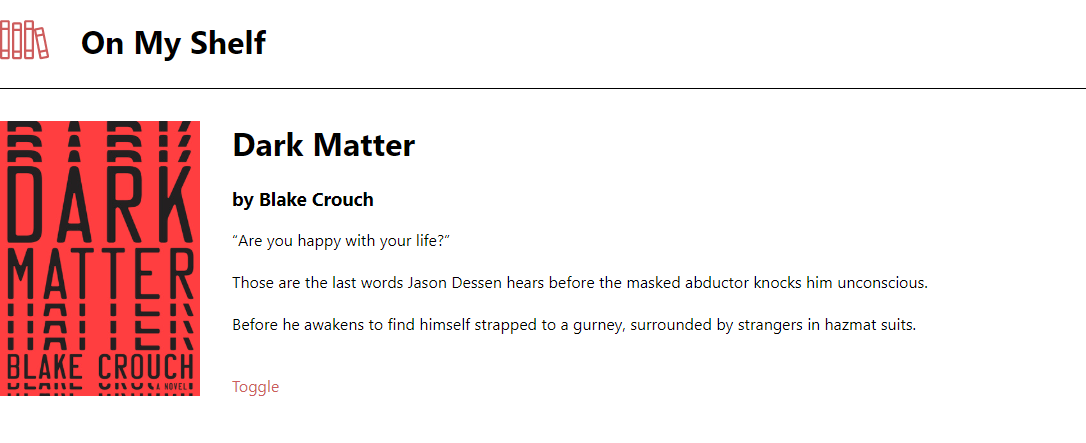 On My Shelf
DARK
MATTER
BLAKE CROUCH
A NOVEL
Dark Matter
by Blake Crouch
“Are you happy with your life?”
Those are the last words Jason Dessen hears before the masked abductor knocks him unconscious.
Before he awakens to find himself strapped to a gurney, surrounded by strangers in hazmat suits.
Toggle